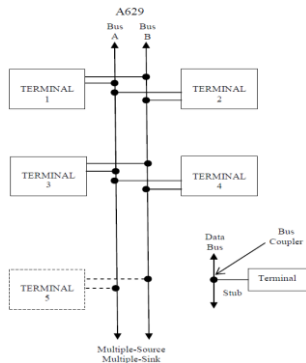 A629
Bus
A
Bus
B
TERMINAL
1
TERMINAL
2
TERMINAL
3
TERMINAL
4
Data
Bus
Bus
Coupler
Terminal
Stub
TERMINAL
5
Multiple-Source
Multiple-Sink